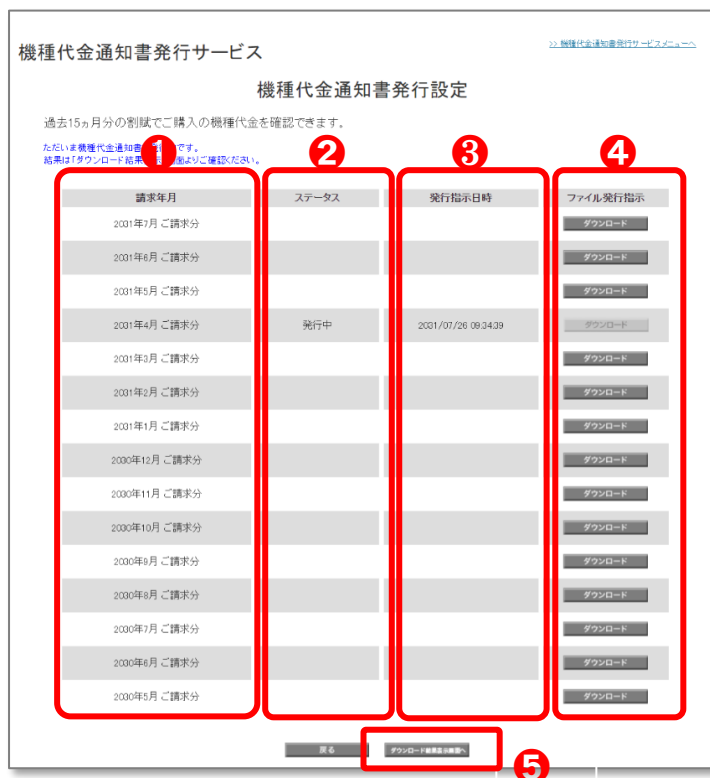 機種代金通知書発行サービス
>> 機種代金通知書発行サービスメニューへ
機種代金通知書発行設定
過去15ヵ月分の割賦でご購入の機種代金を確認できます。
ただいま機種代金通知書 です。
結果は「ダウンロード結果 面よりご確認ください。
1 2 3 4
請求年月 ステータス 発行指示日時 ファイル発行指示
2031年7月 ご請求分 ダウンロード
2031年6月 ご請求分 ダウンロード
2031年5月 ご請求分 ダウンロード
2031年4月 ご請求分 発行中 2031/07/26 09:34:39 ダウンロード
2031年3月 ご請求分 ダウンロード
2031年2月 ご請求分 ダウンロード
2031年1月 ご請求分 ダウンロード
2030年12月 ご請求分 ダウンロード
2030年11月 ご請求分 ダウンロード
2030年10月 ご請求分 ダウンロード
2030年9月 ご請求分 ダウンロード
2030年8月 ご請求分 ダウンロード
2030年7月 ご請求分 ダウンロード
2030年6月 ご請求分 ダウンロード
2030年5月 ご請求分 ダウンロード
戻る ダウンロード結果表示画面へ
5